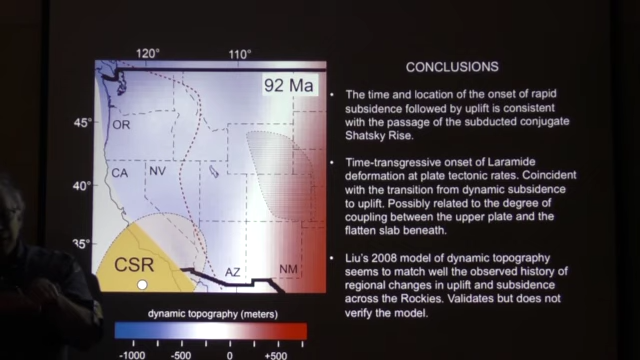 120° 110°
92 Ma
45°
40°
35°
OR
CA NV
CSR
AZ NM
dynamic topography (meters)
-1000 -500 0 +500
CONCLUSIONS
• The time and location of the onset of rapid
subsidence followed by uplift is consistent
with the passage of the subducted conjugate
Shatsky Rise.
• Time-transgressive onset of Laramide
deformation at plate tectonic rates. Coincident
with the transition from dynamic subsidence
to uplift. Possibly related to the degree of
coupling between the upper plate and the
flatten slab beneath.
• Liu's 2008 model of dynamic topography
seems to match well the observed history of
regional changes in uplift and subsidence
across the Rockies. Validates but does not
verify the model.